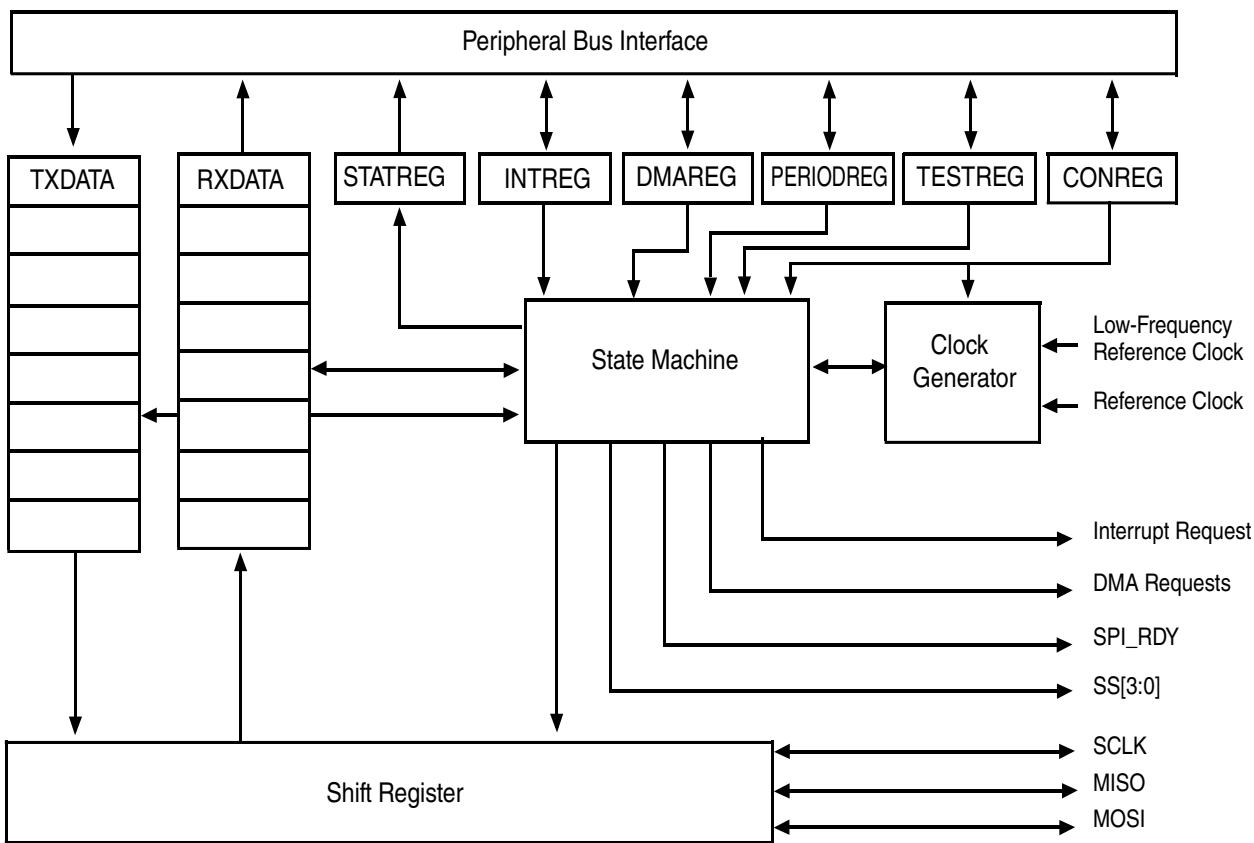 Peripheral Bus Interface
TXDATA
RXDATA
STATREG
INTREG
DMAREG
PERIODREG
TESTREG
CONREG
State Machine
Clock
Generator
Low-Frequency
Reference Clock
Reference Clock
Interrupt Request
DMA Requests
SPI_RDY
SS[3:0]
Shift Register
SCLK
MISO
MOSI